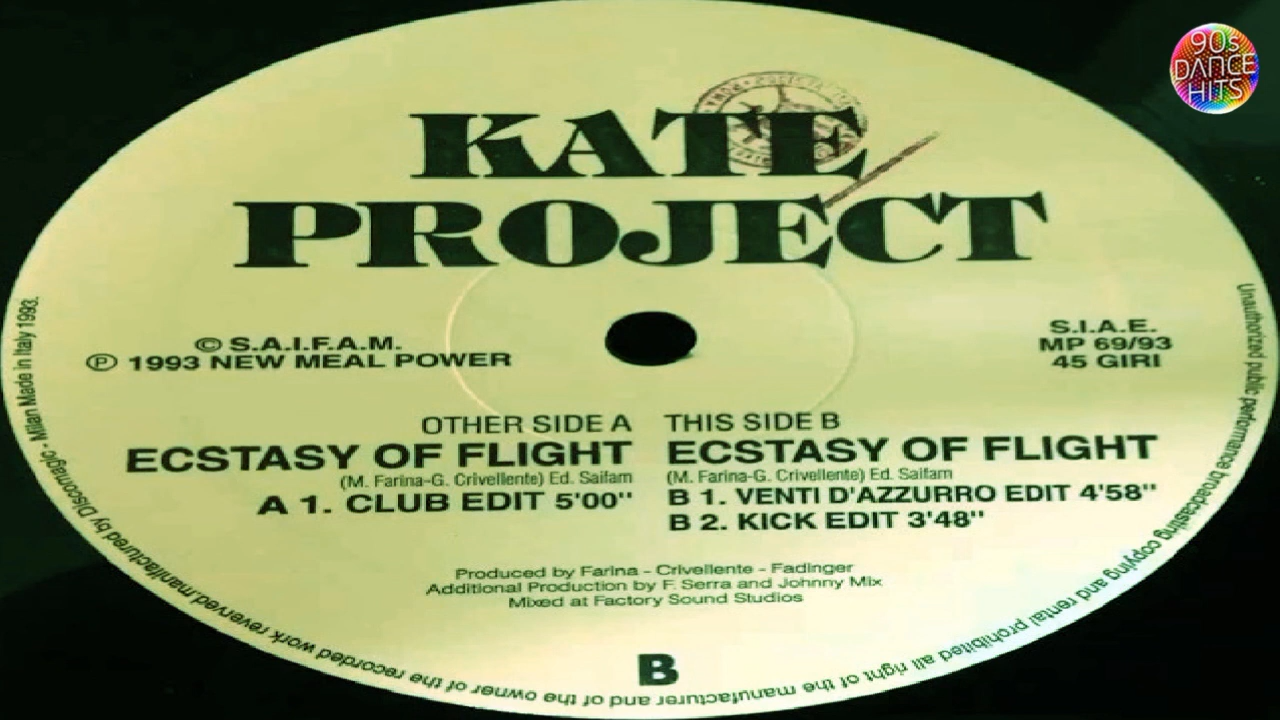 90s
DANCE
HITS
KATE
PROJECT
© S.A.I.F.A.M.
℗ 1993 NEW MEAL POWER
S.I.A.E.
MP 69/93
45 GIRI
OTHER SIDE A
ECSTASY OF FLIGHT
(M. Farina-G. Crivellente) Ed. Saifam
A 1. CLUB EDIT 5'00"
THIS SIDE B
ECSTASY OF FLIGHT
(M. Farina-G. Crivellente) Ed. Saifam
B 1. VENTI D'AZZURRO EDIT 4'58"
B 2. KICK EDIT 3'48"
Produced by Farina - Crivellente - Fadinger
Additional Production by F. Serra and Johnny Mix
Mixed at Factory Sound Studios
B
Unauthorized public performance broadcasting copying and rental prohibited all right of the manufacturer and of the owner of the recorded work reverved.manifactured by Discomagic - Milan Made in Italy 1993.